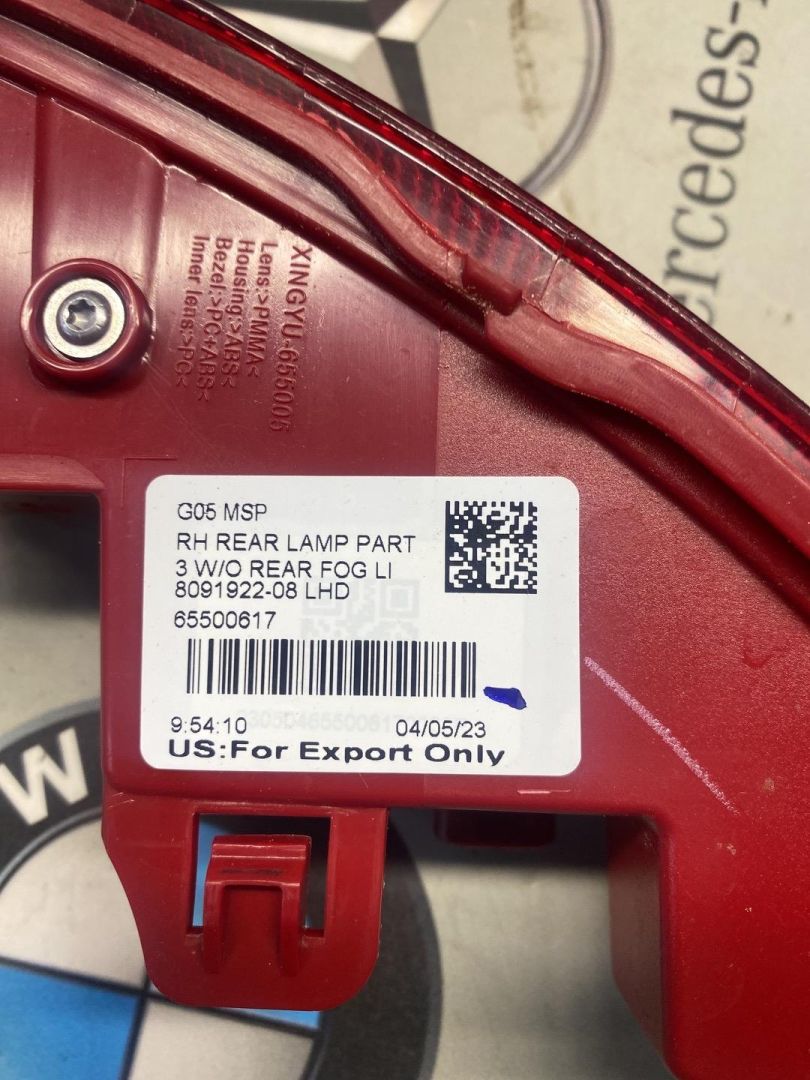 ercedes-
XINGYU-655005
Lens:>PMMA<
Housing:>ABS<
Bezel:>PC+ABS<
Inner lens:>PC<
G05 MSP
RH REAR LAMP PART
3 W/O REAR FOG LI
8091922-08 LHD
65500617
9:54:10 04/05/23
US:For Export Only
W